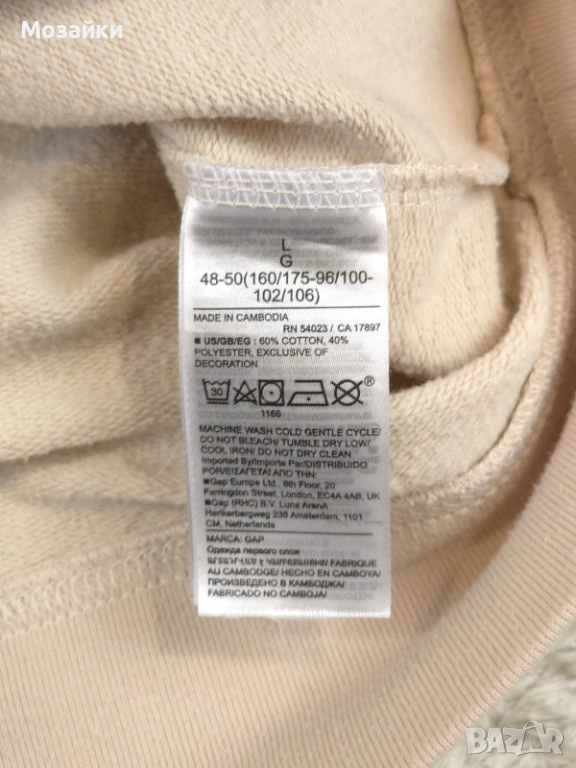 Мозайки
L
G
48-50(160/175-96/100-
102/106)
MADE IN CAMBODIA
RN 54023 / CA 17897
■ US/GB/EG : 60% COTTON, 40%
POLYESTER, EXCLUSIVE OF
DECORATION
30
®
1166
MACHINE WASH COLD GENTLE CYCLE/
DO NOT BLEACH/ TUMBLE DRY LOW/
COOL IRON/ DO NOT DRY CLEAN
Imported By/Importe Par/DISTRIBUIDO
POR/ΕΙΣΑΓΕΤΑΙ ΑΠΟ ΤΗΝ:
■Gap Europe Ltd., 8th Floor, 20
Farringdon Street, London, EC4A 4AB, UK
■Gap (RHC) B.V. Luna ArenA
Herikerbergweg 238 Amsterdam, 1101
CM, Netherlands
MARCA: GAP
Одежда первого слоя
FABRIQUE
AU CAMBODGE/ HECHO EN CAMBOYA/
ПРОИЗВЕДЕНО В КАМБОДЖА/
FABRICADO NO CAMBOJA/
BAZAR